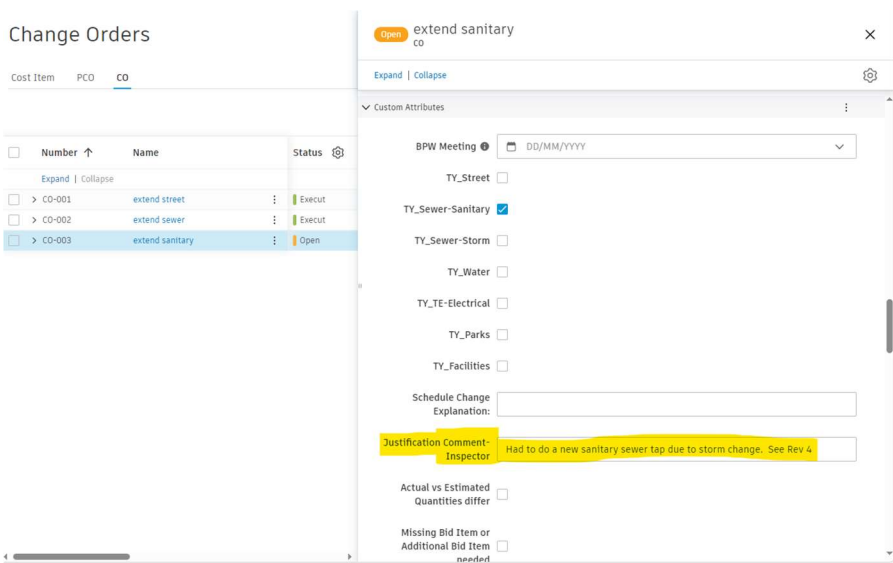 Change Orders
Cost Item PCO CO
Number ↑ Name Status
Expand | Collapse
CO-001 extend street Execut
CO-002 extend sewer Execut
CO-003 extend sanitary Open
Open extend sanitary
CO
Expand | Collapse
Custom Attributes
BPW Meeting DD/MM/YYYY
TY_Street
TY_Sewer-Sanitary
TY_Sewer-Storm
TY_Water
TY_TE-Electrical
TY_Parks
TY_Facilities
Schedule Change
Explanation:
Justification Comment-
Inspector
Had to do a new sanitary sewer tap due to storm change. See Rev 4
Actual vs Estimated
Quantities differ
Missing Bid Item or
Additional Bid Item
needed